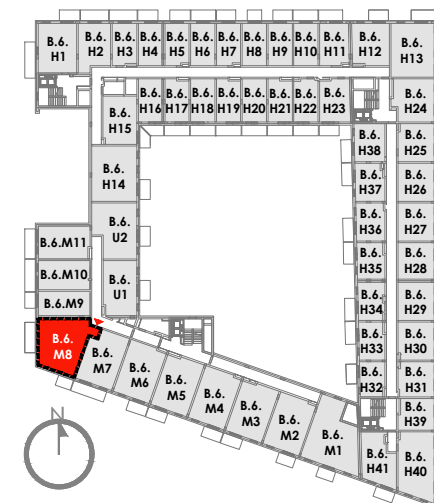 B.6.
H1
B.6.
H2
B.6.
H3
B.6.
H4
B.6.
H5
B.6.
H6
B.6.
H7
B.6.
H8
B.6.
H9
B.6.
H10
B.6.
H11
B.6.
H12
B.6.
H13
B.6.
H16
B.6.
H17
B.6.
H18
B.6.
H19
B.6.
H20
B.6.
H21
B.6.
H22
B.6.
H23
B.6.
H24
B.6.
H15
B.6.
H38
B.6.
H25
B.6.
H14
B.6.
H37
B.6.
H26
B.6.
U2
B.6.
H36
B.6.
H27
B.6.M11
B.6.
H35
B.6.
H28
B.6.M10
B.6.
U1
B.6.
H34
B.6.
H29
B.6.M9
B.6.
H33
B.6.
H30
B.6.
M8
B.6.
M7
B.6.
M6
B.6.
M5
B.6.
M4
B.6.
M3
B.6.
M2
B.6.
M1
B.6.
H32
B.6.
H31
B.6.
H39
B.6.
H41
B.6.
H40
N